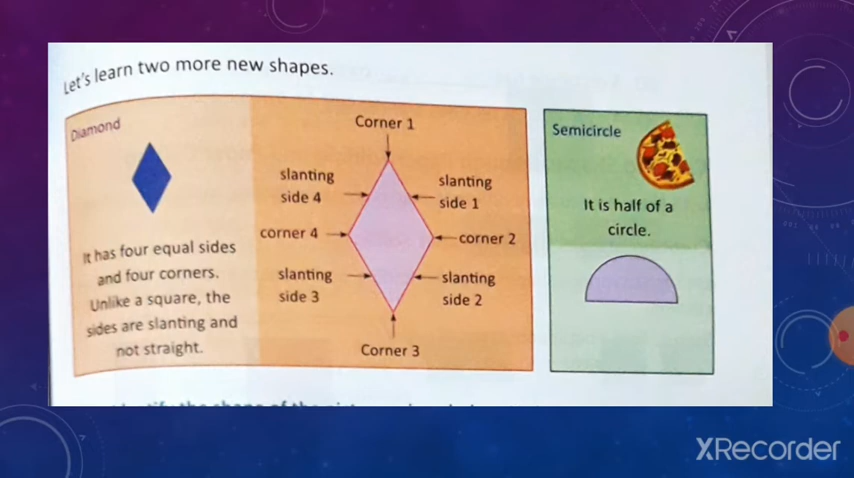 Let's learn two more new shapes.
Diamond
It has four equal sides
and four corners.
Unlike a square, the
sides are slanting and
not straight.
Corner 1
slanting
side 4
slanting
side 1
corner 4
corner 2
slanting
side 3
slanting
side 2
Corner 3
Semicircle
It is half of a
circle.
XRecorder